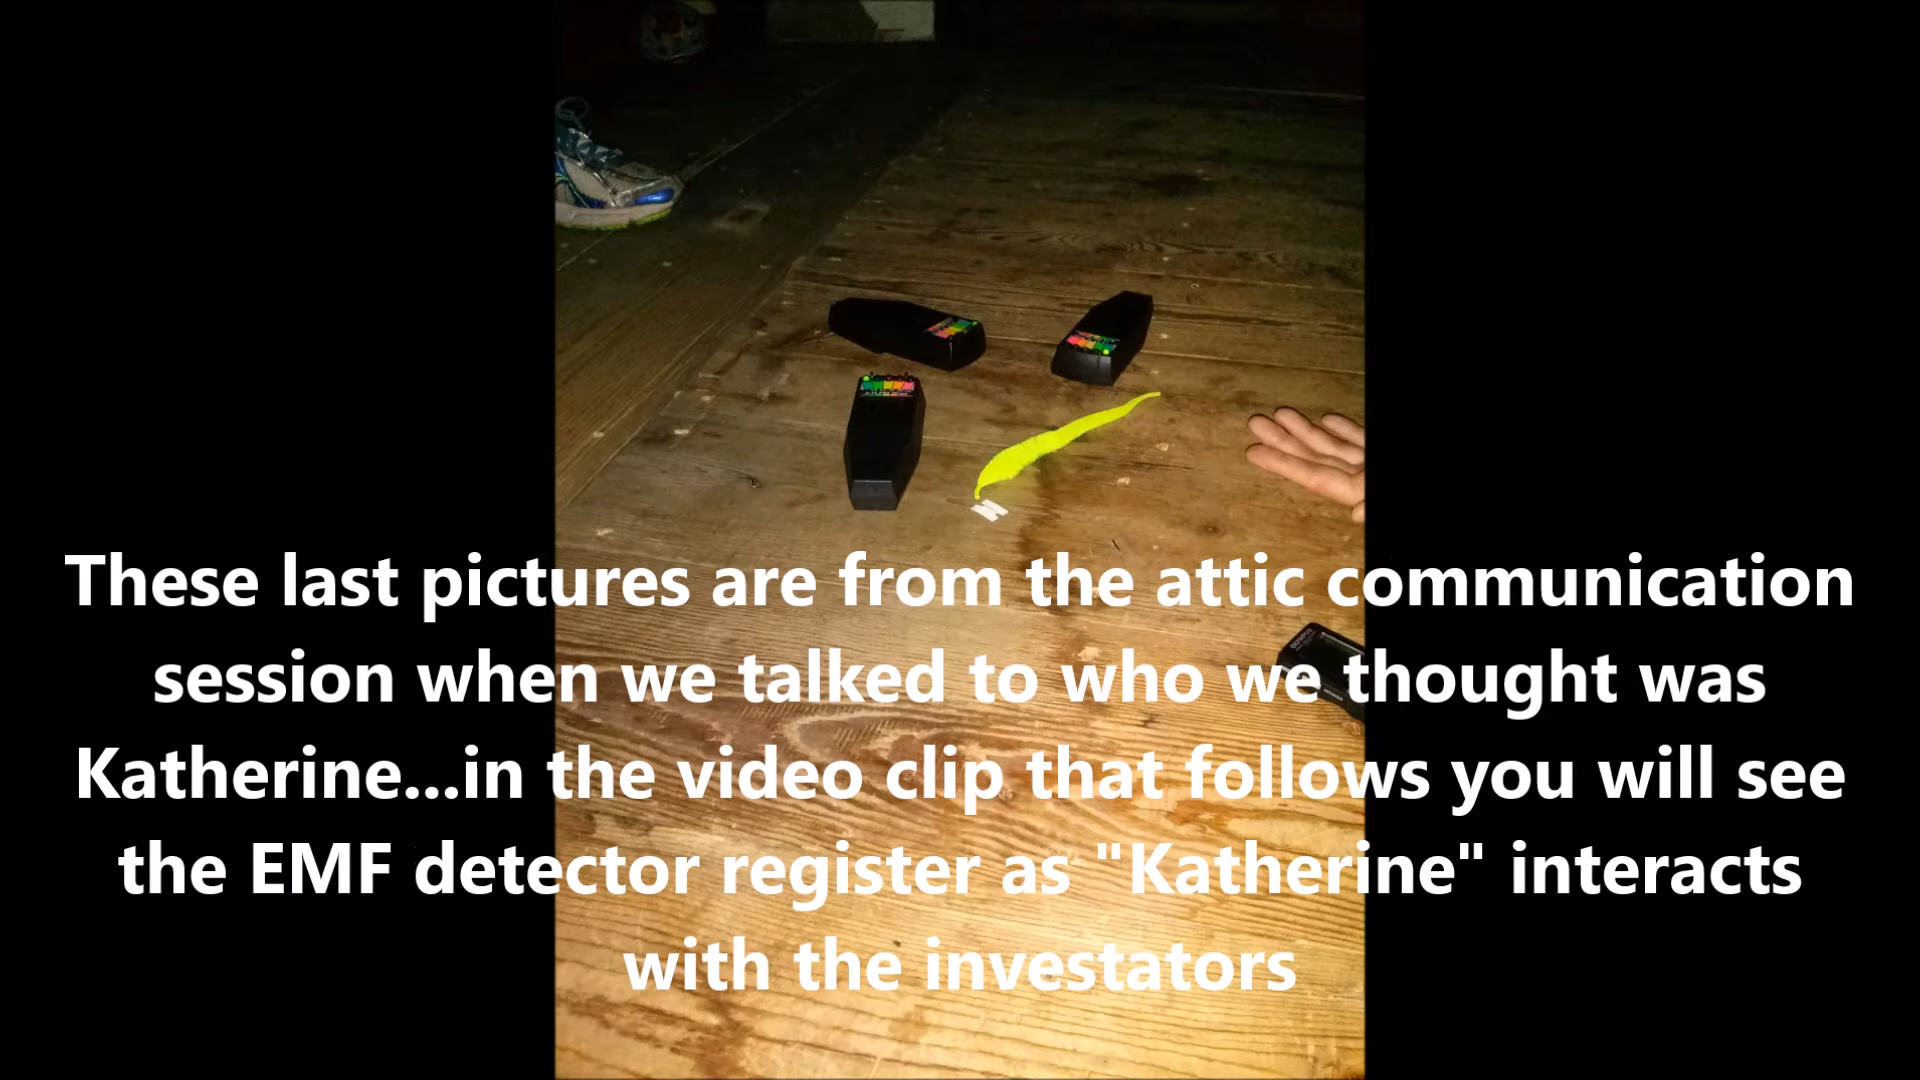 These last pictures are from the attic communication
session when we talked to who we thought was
Katherine...in the video clip that follows you will see
the EMF detector register as "Katherine" interacts
with the investators